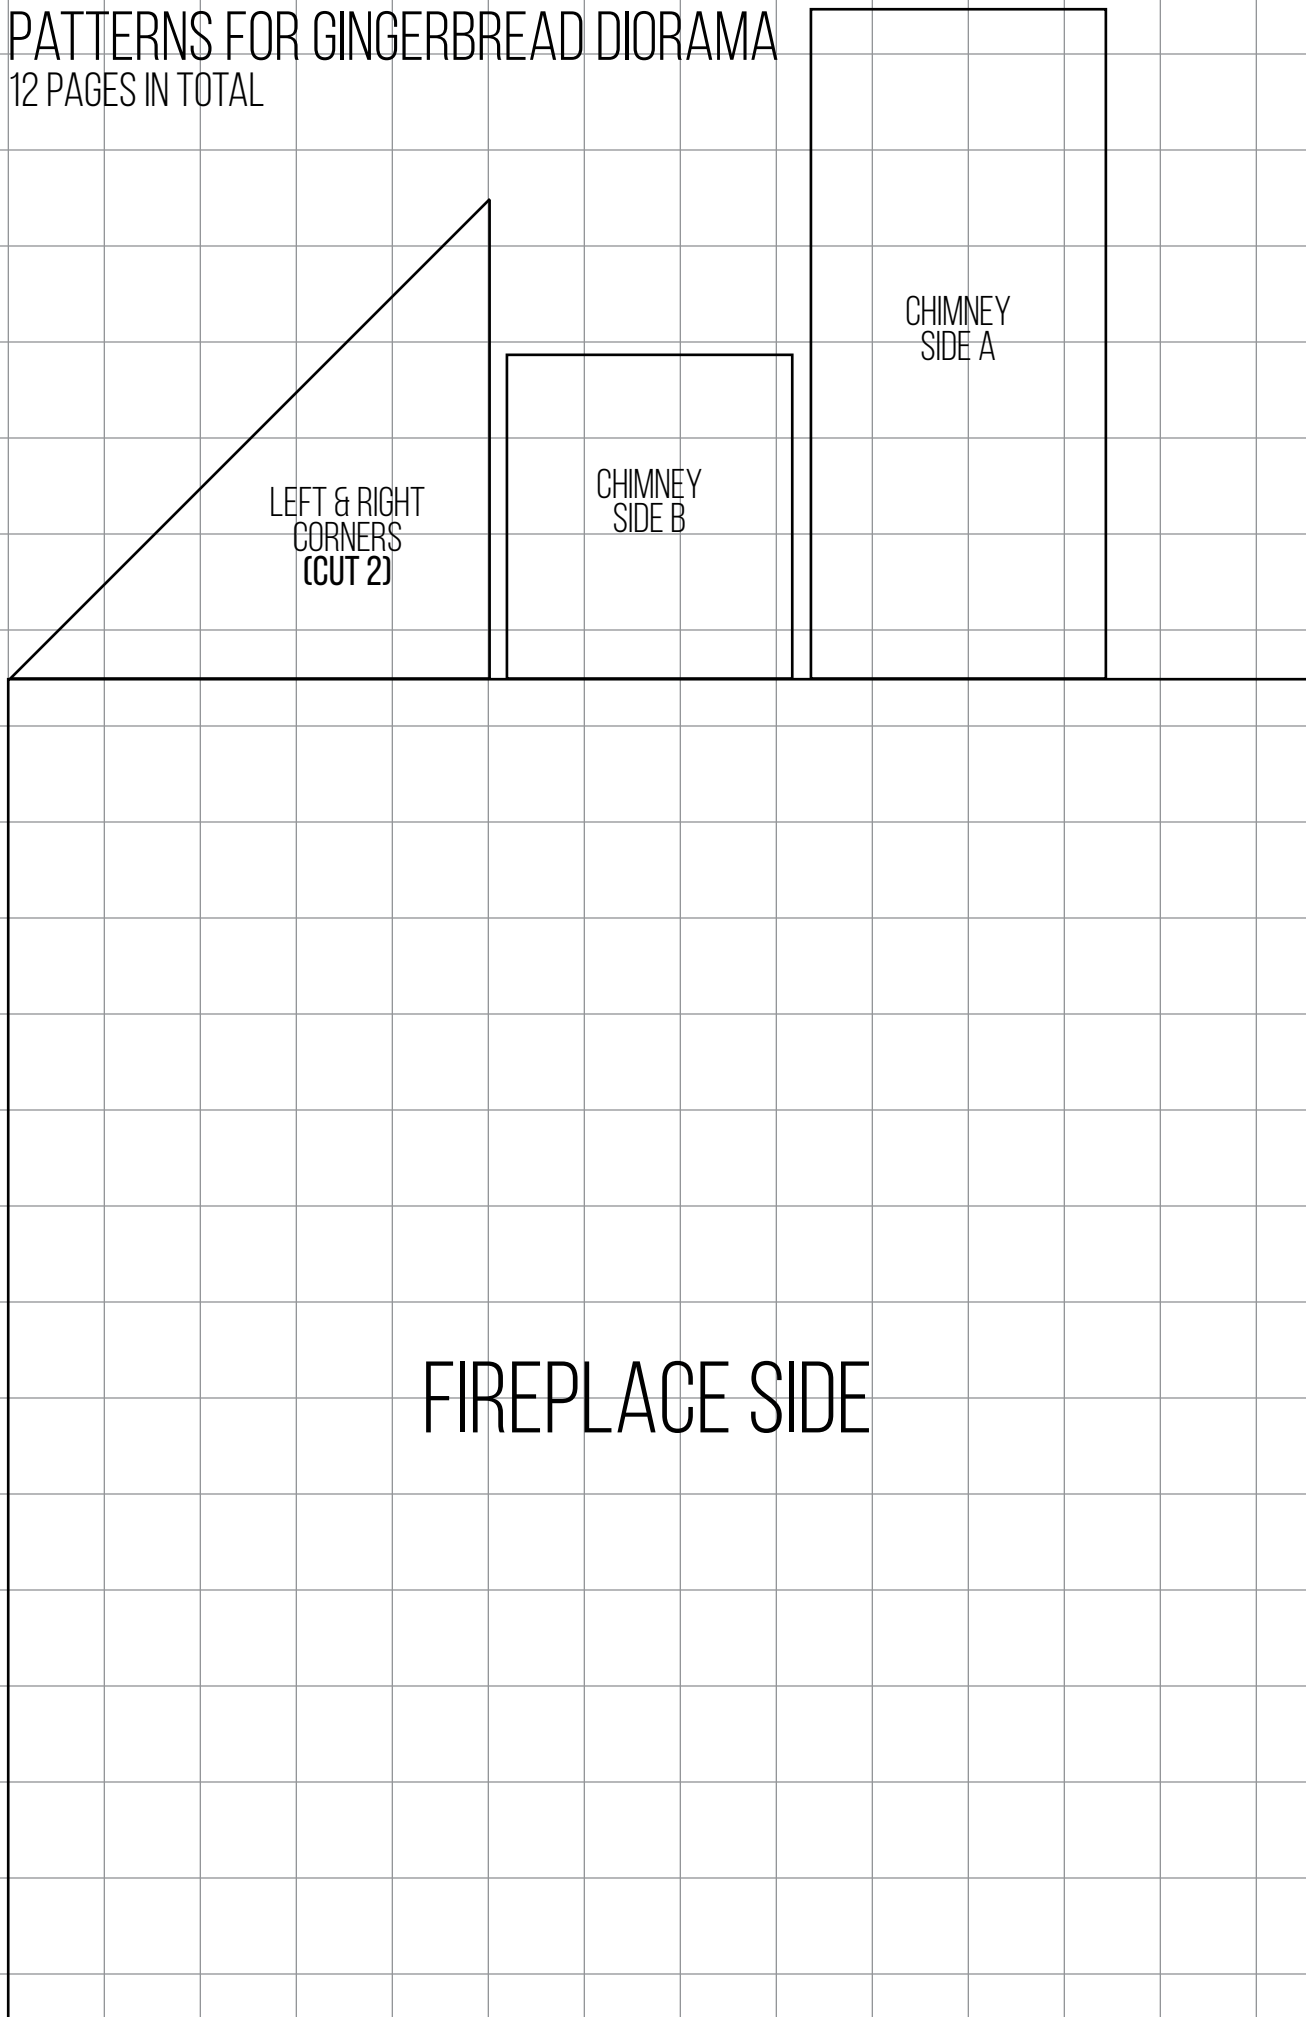 PATTERNS FOR GINGERBREAD DIORAMA
12 PAGES IN TOTAL
CHIMNEY
SIDE A
CHIMNEY
SIDE B
LEFT & RIGHT
CORNERS
(CUT 2)
FIREPLACE SIDE